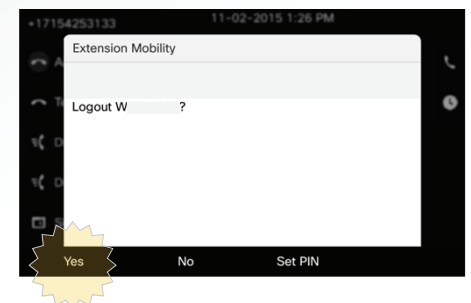 +17154253133 11-02-2015 1:26 PM
Extension Mobility
Logout W ?
Yes No Set PIN